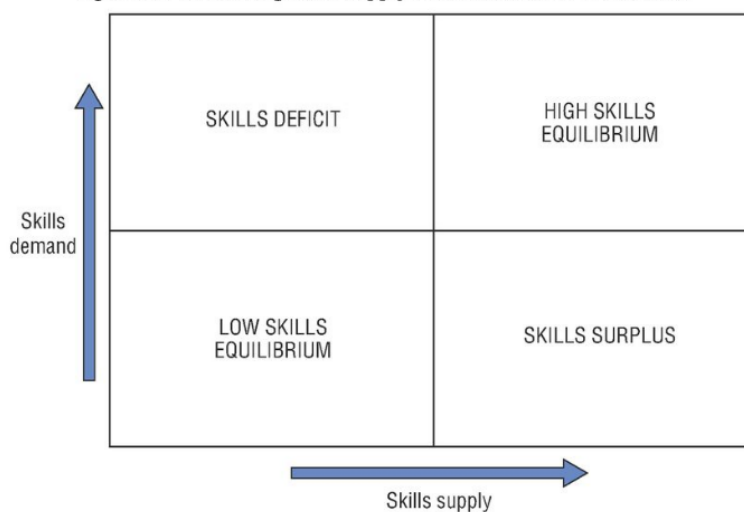 SKILLS DEFICIT
HIGH SKILLS
EQUILIBRIUM
Skills
demand
LOW SKILLS
EQUILIBRIUM
SKILLS SURPLUS
Skills supply